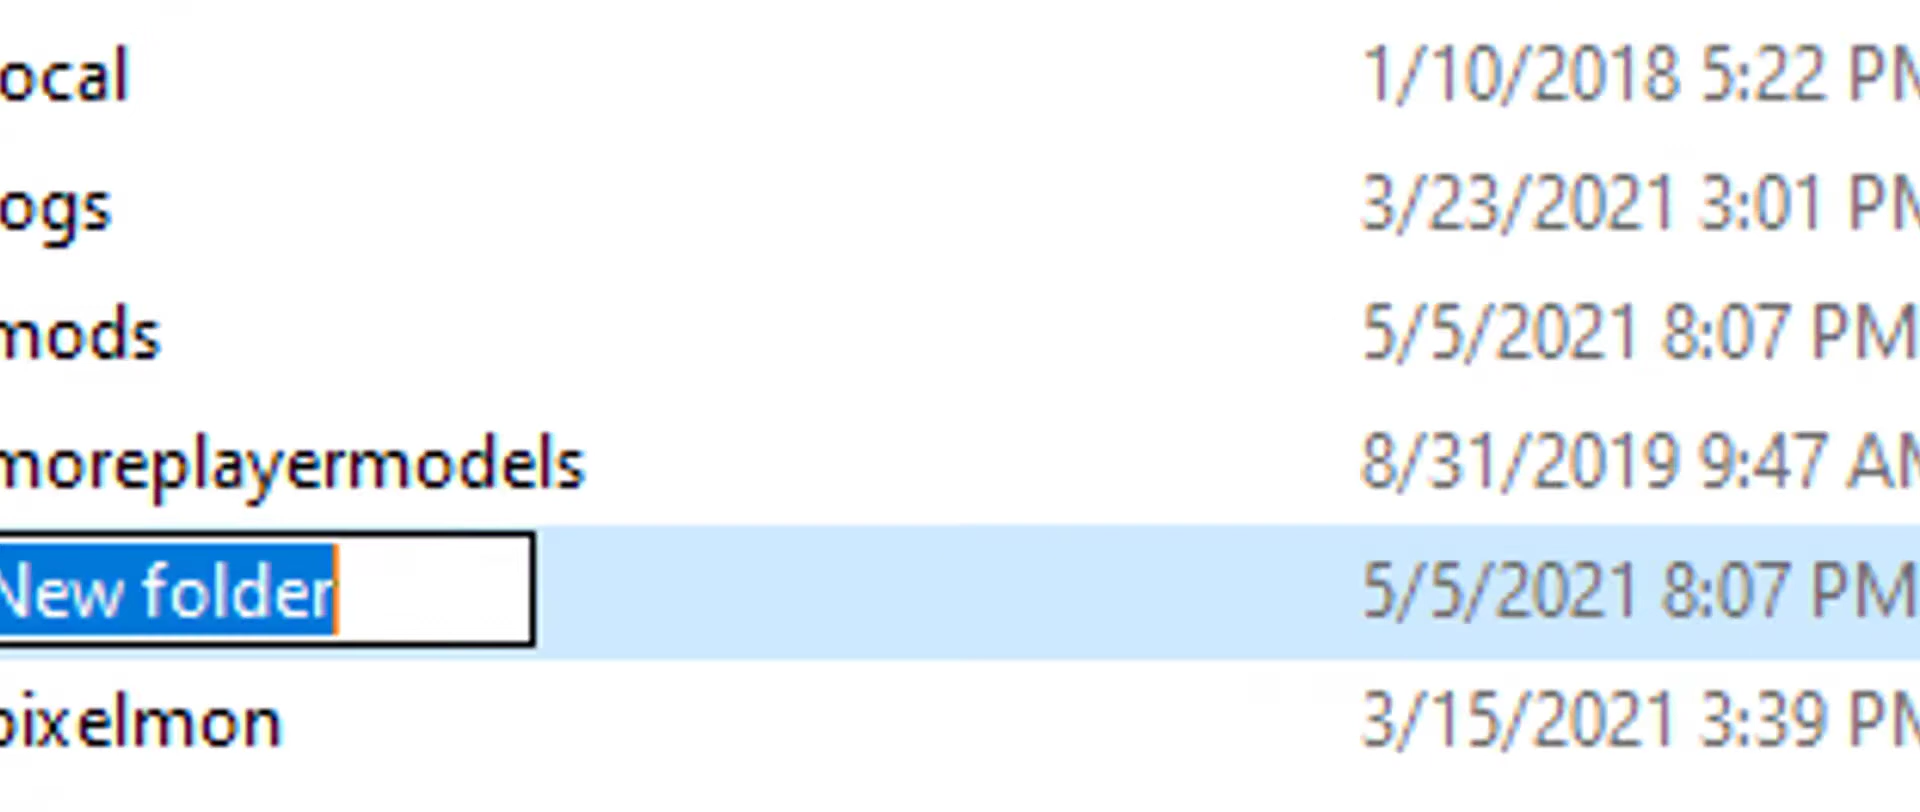 ocal 1/10/2018 5:22 PM
ogs 3/23/2021 3:01 PM
mods 5/5/2021 8:07 PM
moreplayermodels 8/31/2019 9:47 AM
New folder 5/5/2021 8:07 PM
pixelmon 3/15/2021 3:39 PM